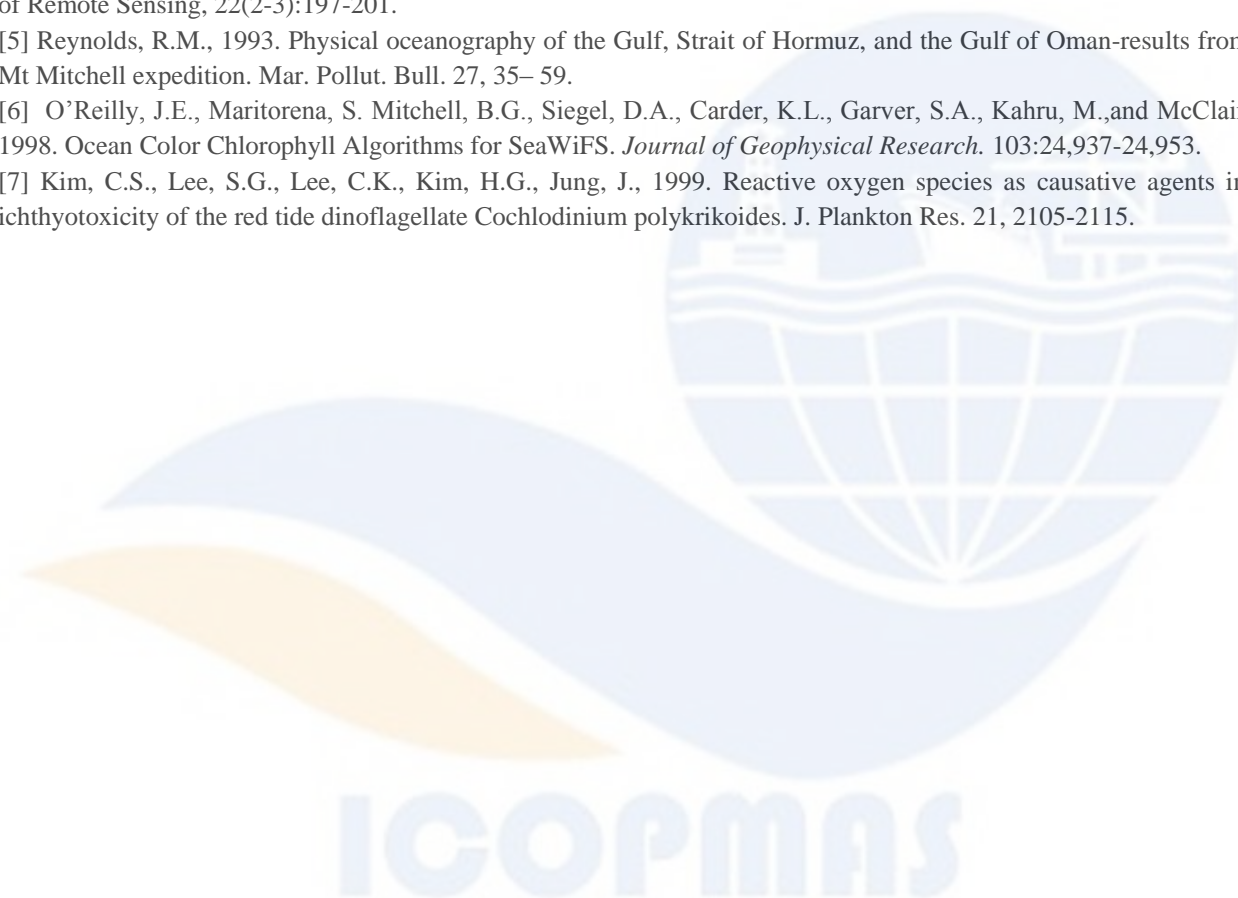 of Remote Sensing, 22(2-3):197-201.
[5] Reynolds, R.M., 1993. Physical oceanography of the Gulf, Strait of Hormuz, and the Gulf of Oman-results from
Mt Mitchell expedition. Mar. Pollut. Bull. 27, 35– 59.
[6] O’Reilly, J.E., Maritorena, S. Mitchell, B.G., Siegel, D.A., Carder, K.L., Garver, S.A., Kahru, M.,and McClain
1998. Ocean Color Chlorophyll Algorithms for SeaWiFS. Journal of Geophysical Research. 103:24,937-24,953.
[7] Kim, C.S., Lee, S.G., Lee, C.K., Kim, H.G., Jung, J., 1999. Reactive oxygen species as causative agents in
ichthyotoxicity of the red tide dinoflagellate Cochlodinium polykrikoides. J. Plankton Res. 21, 2105-2115.
ICOPMAS